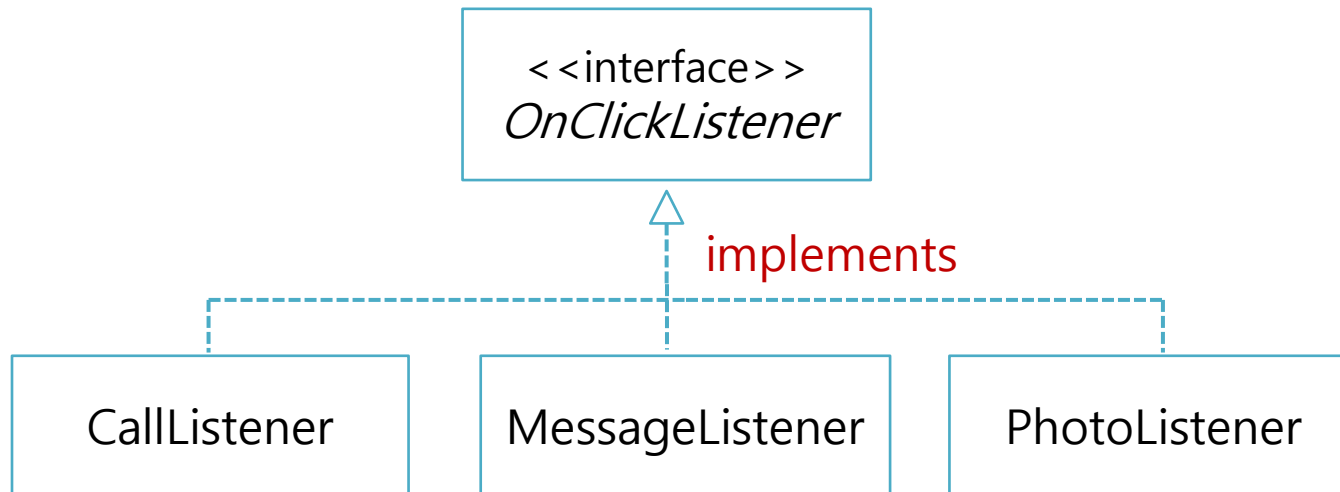 <<interface>>
OnClickListener
implements
CallListener
MessageListener
PhotoListener